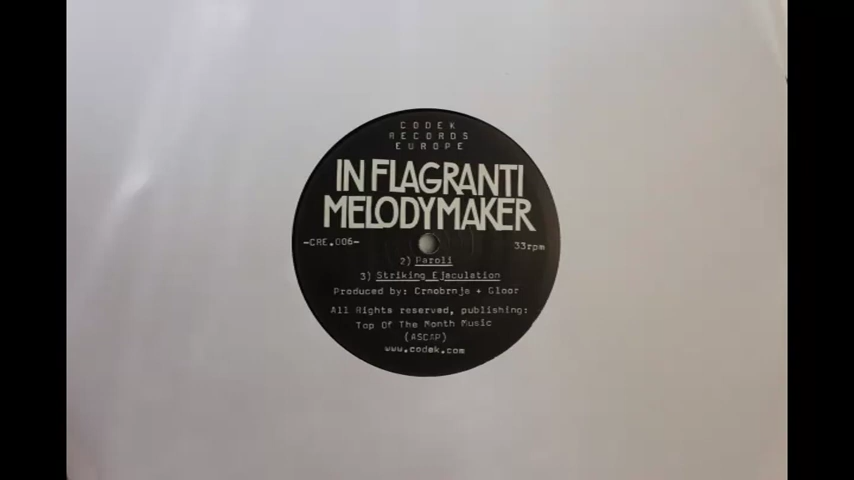 CODEK
RECORDS
EUROPE
IN FLAGRANTI
MELODYMAKER
-CRE.006-
33rpm
2) Paroli
3) Striking Ejaculation
Produced by: Crnobrnja + Gloor
All Rights reserved, publishing:
Top Of The Month Music
(ASCAP)
www.codek.com